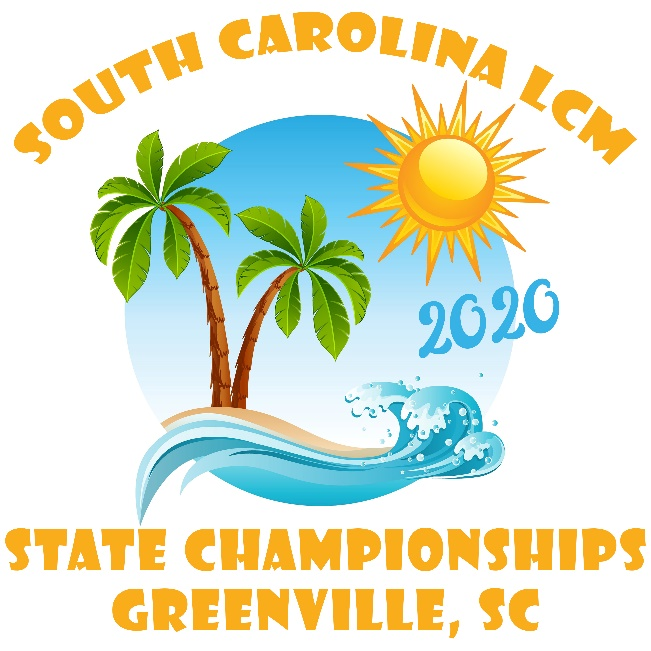 SOUTH CAROLINA LCM
2020
STATE CHAMPIONSHIPS
GREENVILLE, SC